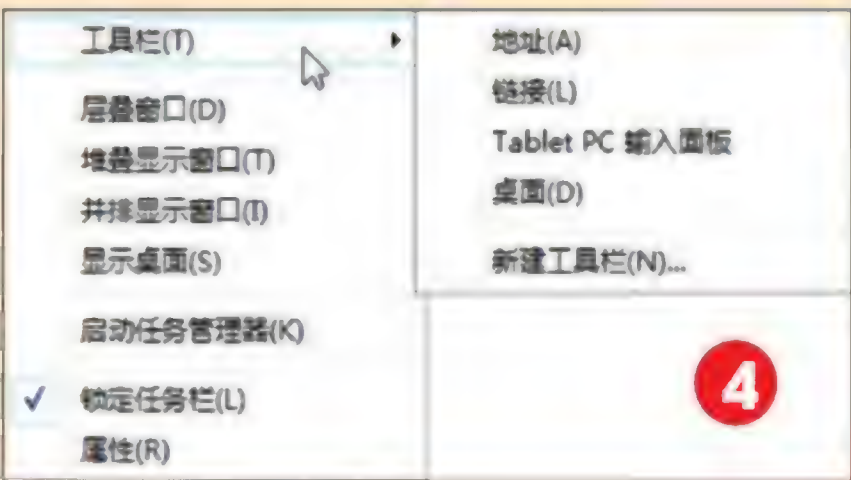 工具栏(T)
层叠窗口(D)
堆叠显示窗口(T)
并排显示窗口(I)
显示桌面(S)
启动任务管理器(K)
锁定任务栏(L)
属性(R)
地址(A)
链接(L)
Tablet PC 输入面板
桌面(D)
新建工具栏(N)...
4